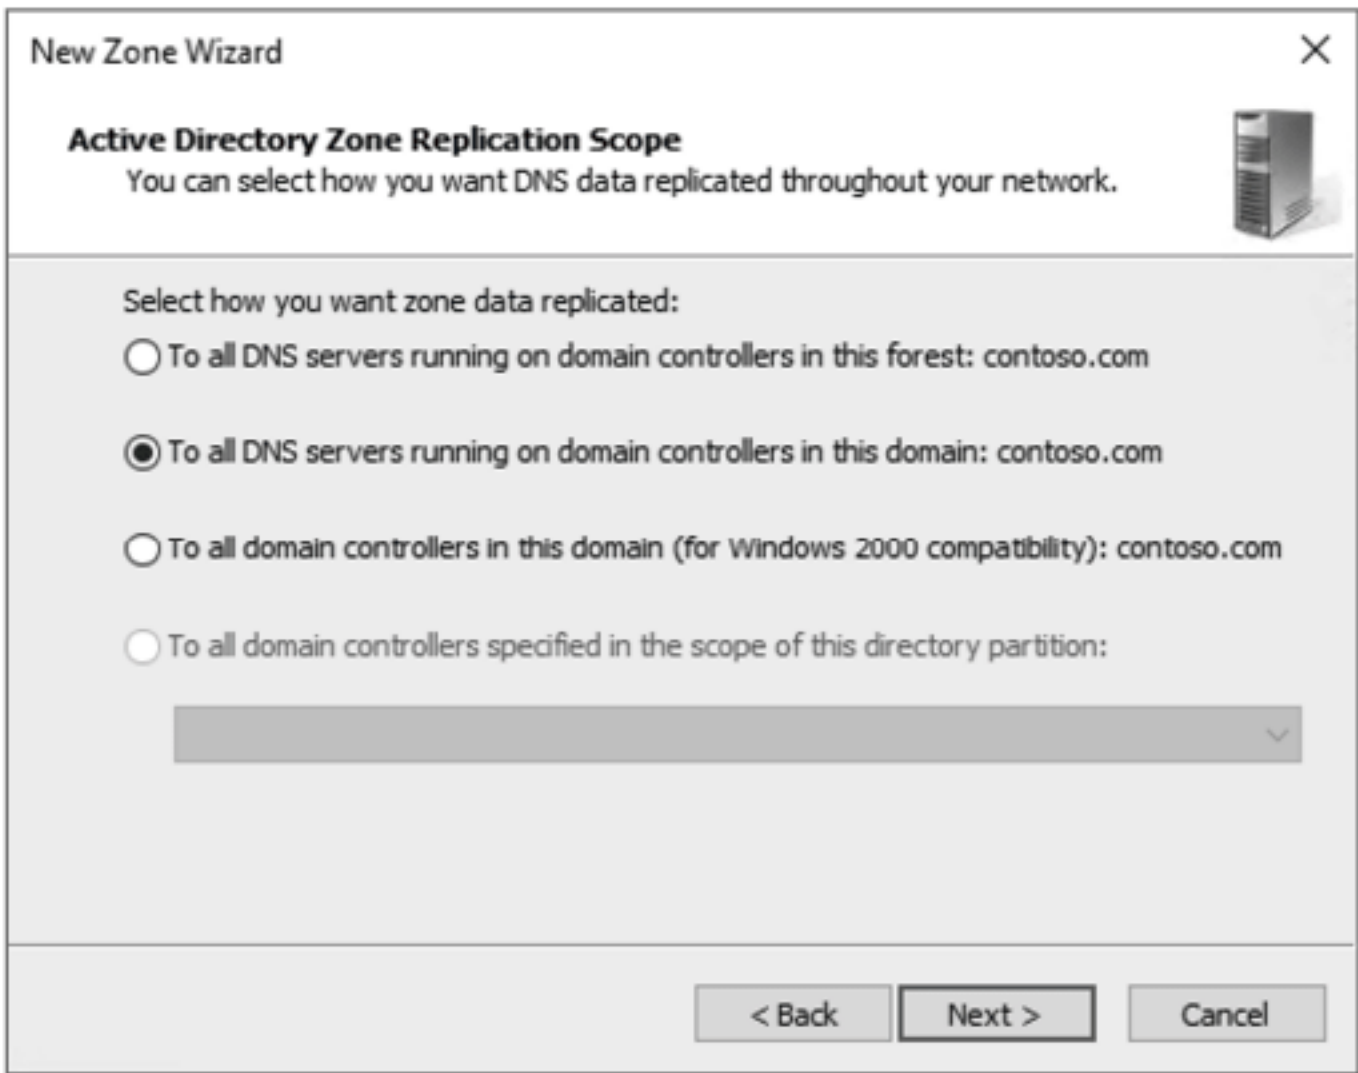 New Zone Wizard
Active Directory Zone Replication Scope
You can select how you want DNS data replicated throughout your network.
Select how you want zone data replicated:
To all DNS servers running on domain controllers in this forest: contoso.com
To all DNS servers running on domain controllers in this domain: contoso.com
To all domain controllers in this domain (for Windows 2000 compatibility): contoso.com
To all domain controllers specified in the scope of this directory partition:
< Back Next > Cancel